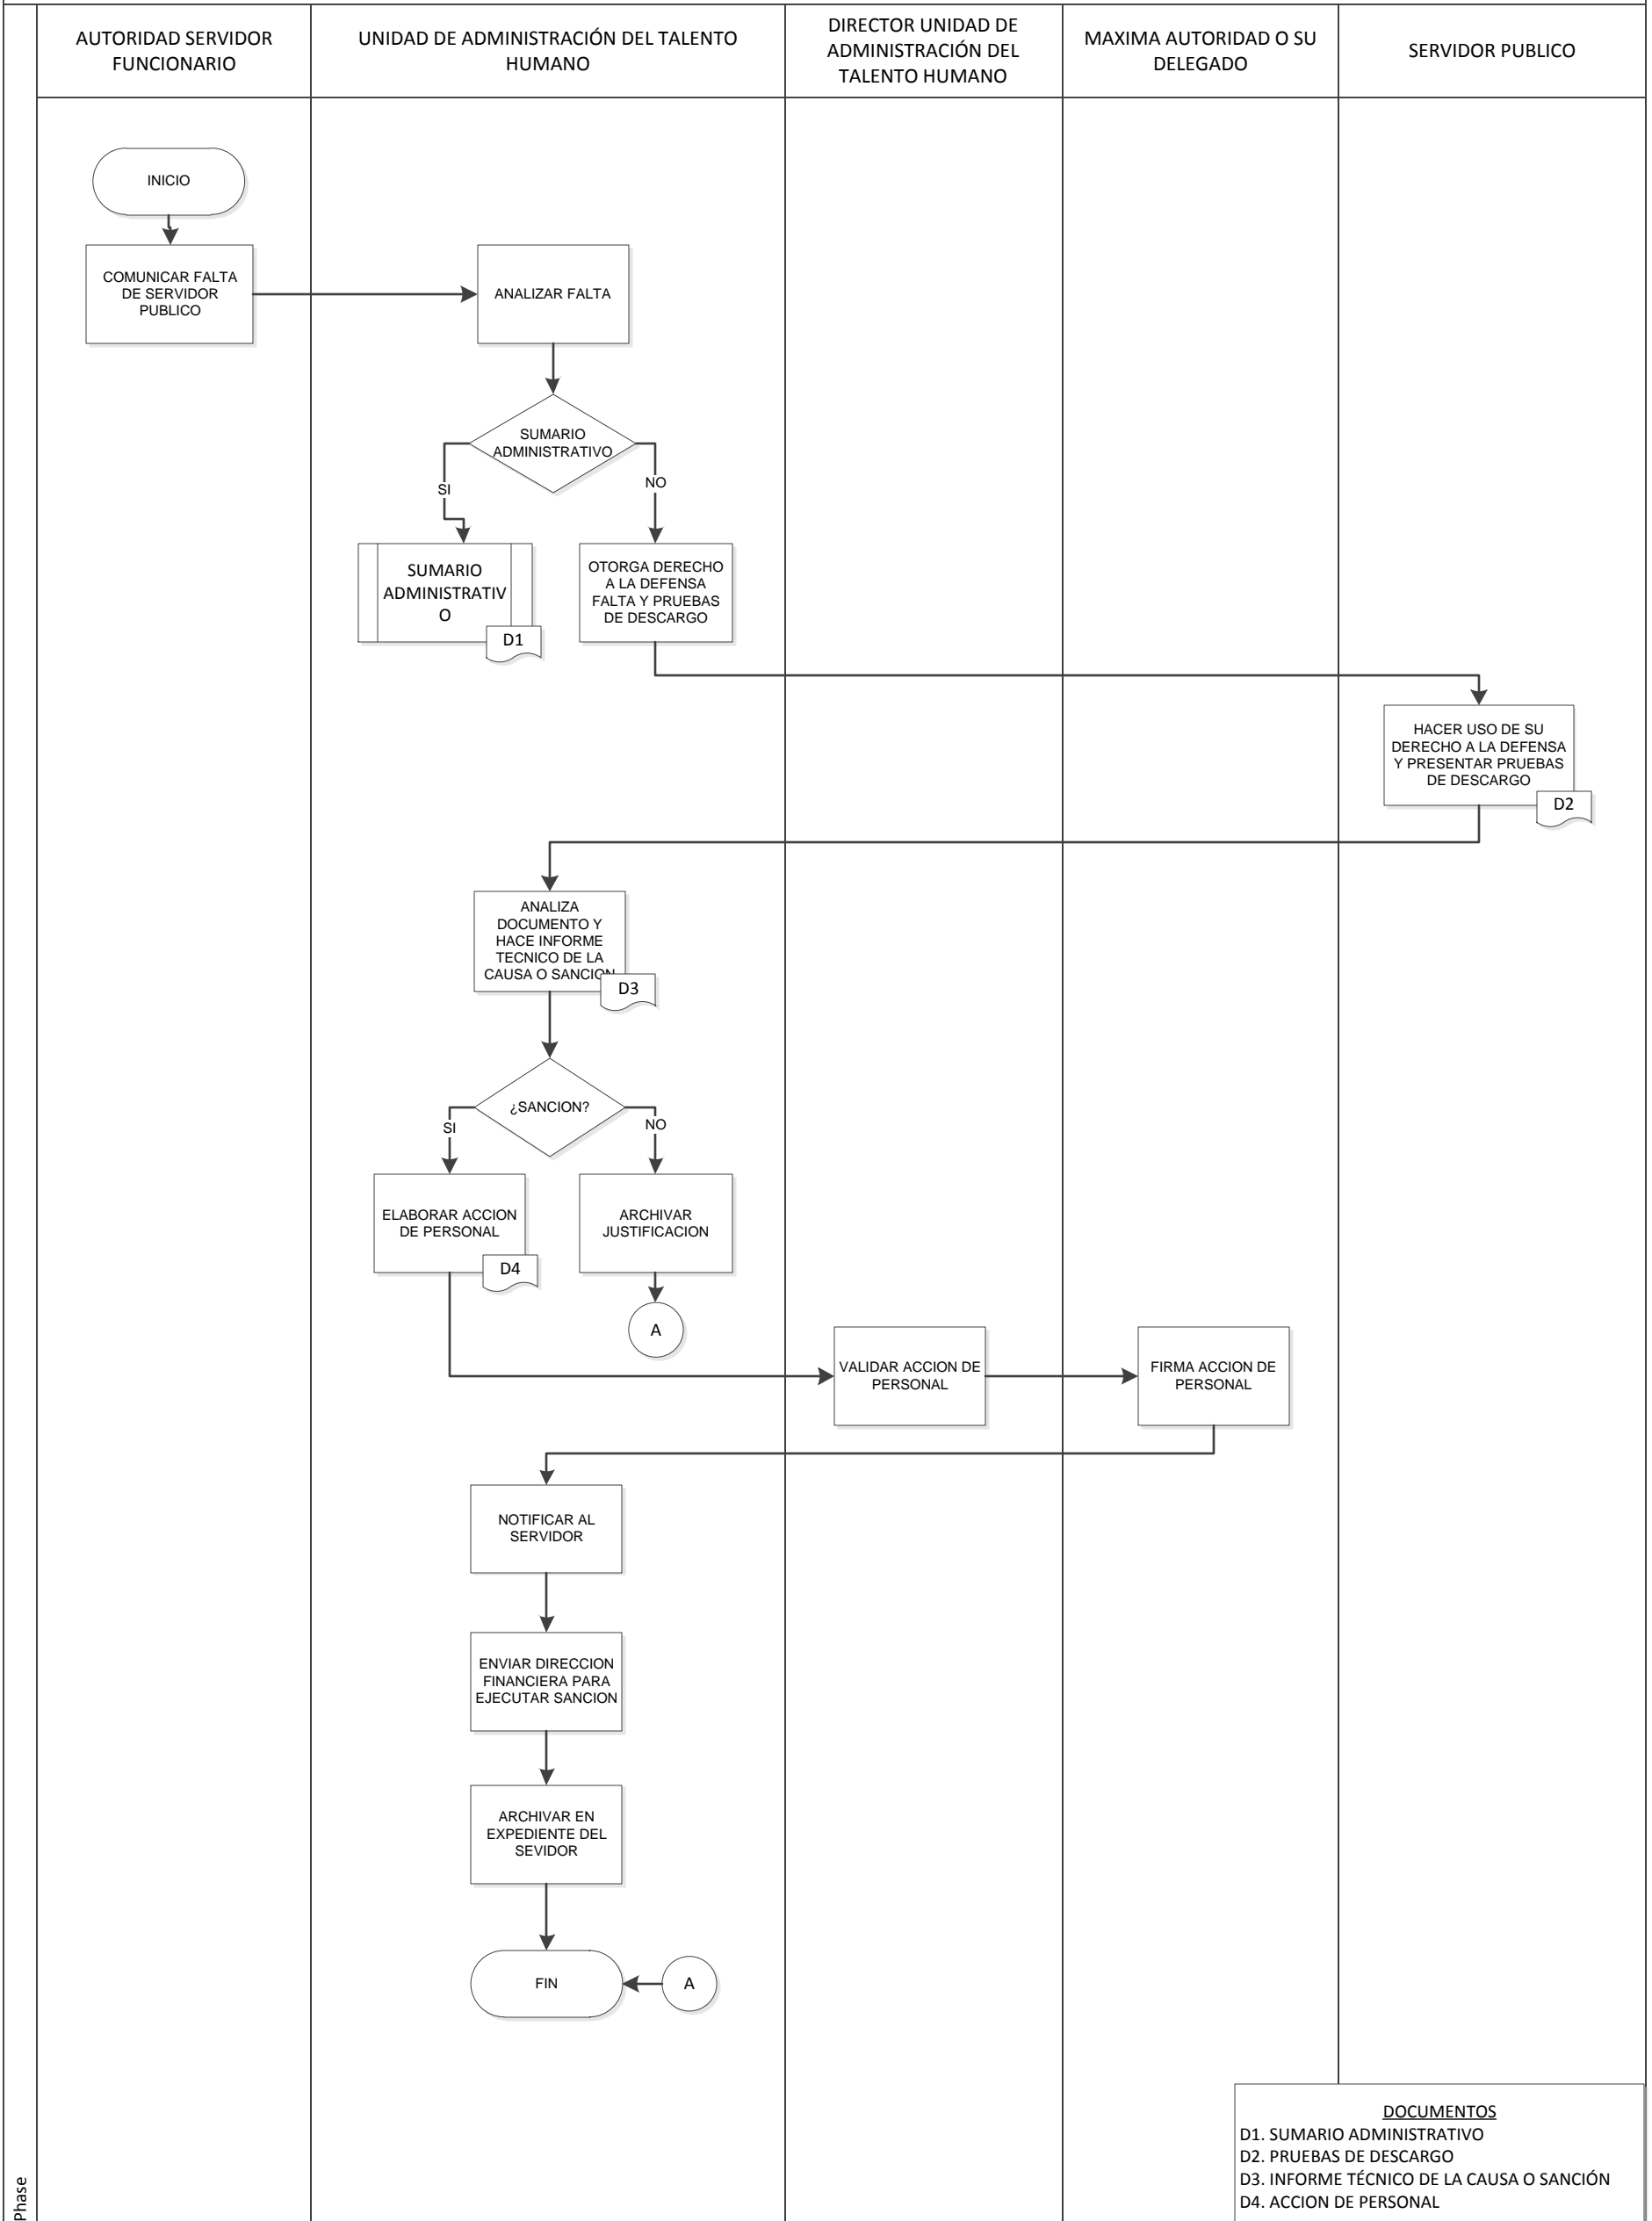 AUTORIDAD SERVIDOR
FUNCIONARIO
UNIDAD DE ADMINISTRACIÓN DEL TALENTO
HUMANO
DIRECTOR UNIDAD DE
ADMINISTRACIÓN DEL
TALENTO HUMANO
MAXIMA AUTORIDAD O SU
DELEGADO
SERVIDOR PUBLICO
INICIO
COMUNICAR FALTA
DE SERVIDOR
PUBLICO
ANALIZAR FALTA
SUMARIO
ADMINISTRATIVO
SI
NO
SUMARIO
ADMINISTRATIV
O
D1
OTORGA DERECHO
A LA DEFENSA
FALTA Y PRUEBAS
DE DESCARGO
HACER USO DE SU
DERECHO A LA DEFENSA
Y PRESENTAR PRUEBAS
DE DESCARGO
D2
ANALIZA
DOCUMENTO Y
HACE INFORME
TECNICO DE LA
CAUSA O SANCION
D3
¿SANCION?
SI
NO
ELABORAR ACCION
DE PERSONAL
D4
ARCHIVAR
JUSTIFICACION
A
VALIDAR ACCION DE
PERSONAL
FIRMA ACCION DE
PERSONAL
NOTIFICAR AL
SERVIDOR
ENVIAR DIRECCION
FINANCIERA PARA
EJECUTAR SANCION
ARCHIVAR EN
EXPEDIENTE DEL
SEVIDOR
FIN
A
DOCUMENTOS
D1. SUMARIO ADMINISTRATIVO
D2. PRUEBAS DE DESCARGO
D3. INFORME TÉCNICO DE LA CAUSA O SANCIÓN
D4. ACCION DE PERSONAL
Phase